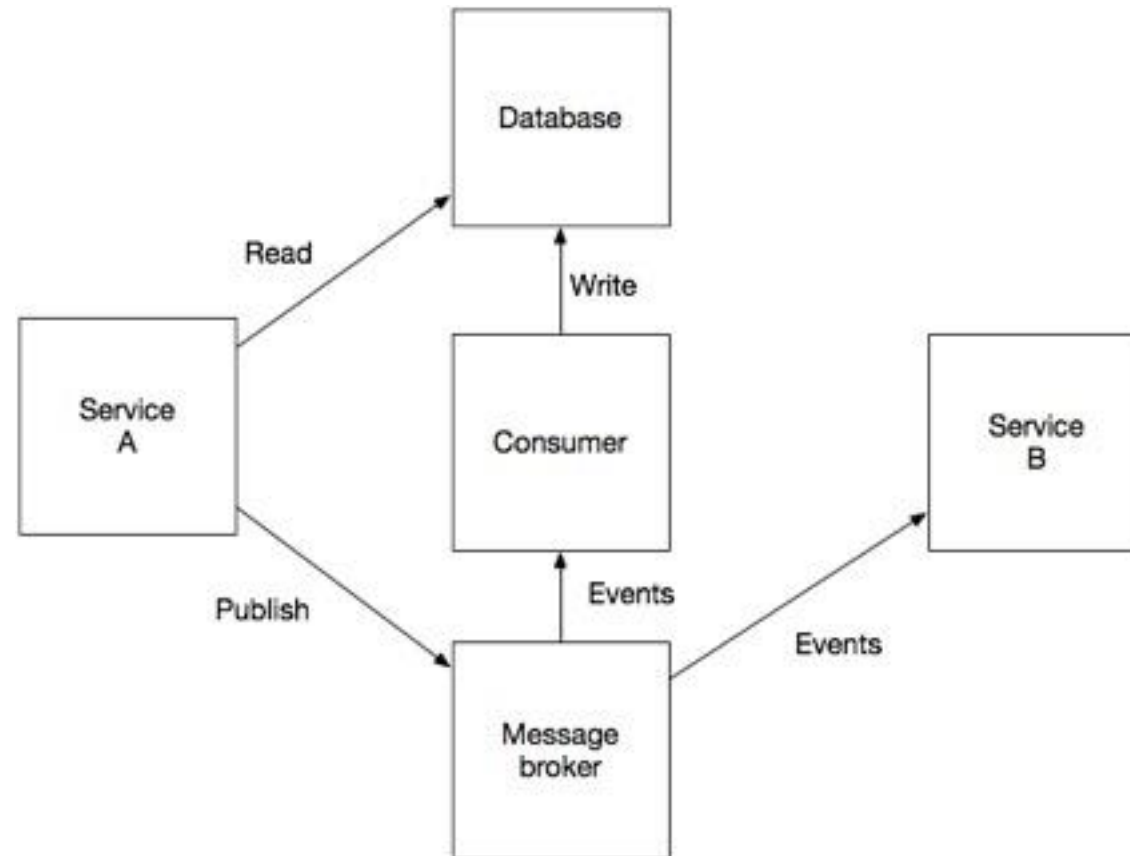 Database
Read
Write
Service
A
Consumer
Service
B
Publish
Events
Events
Message
broker